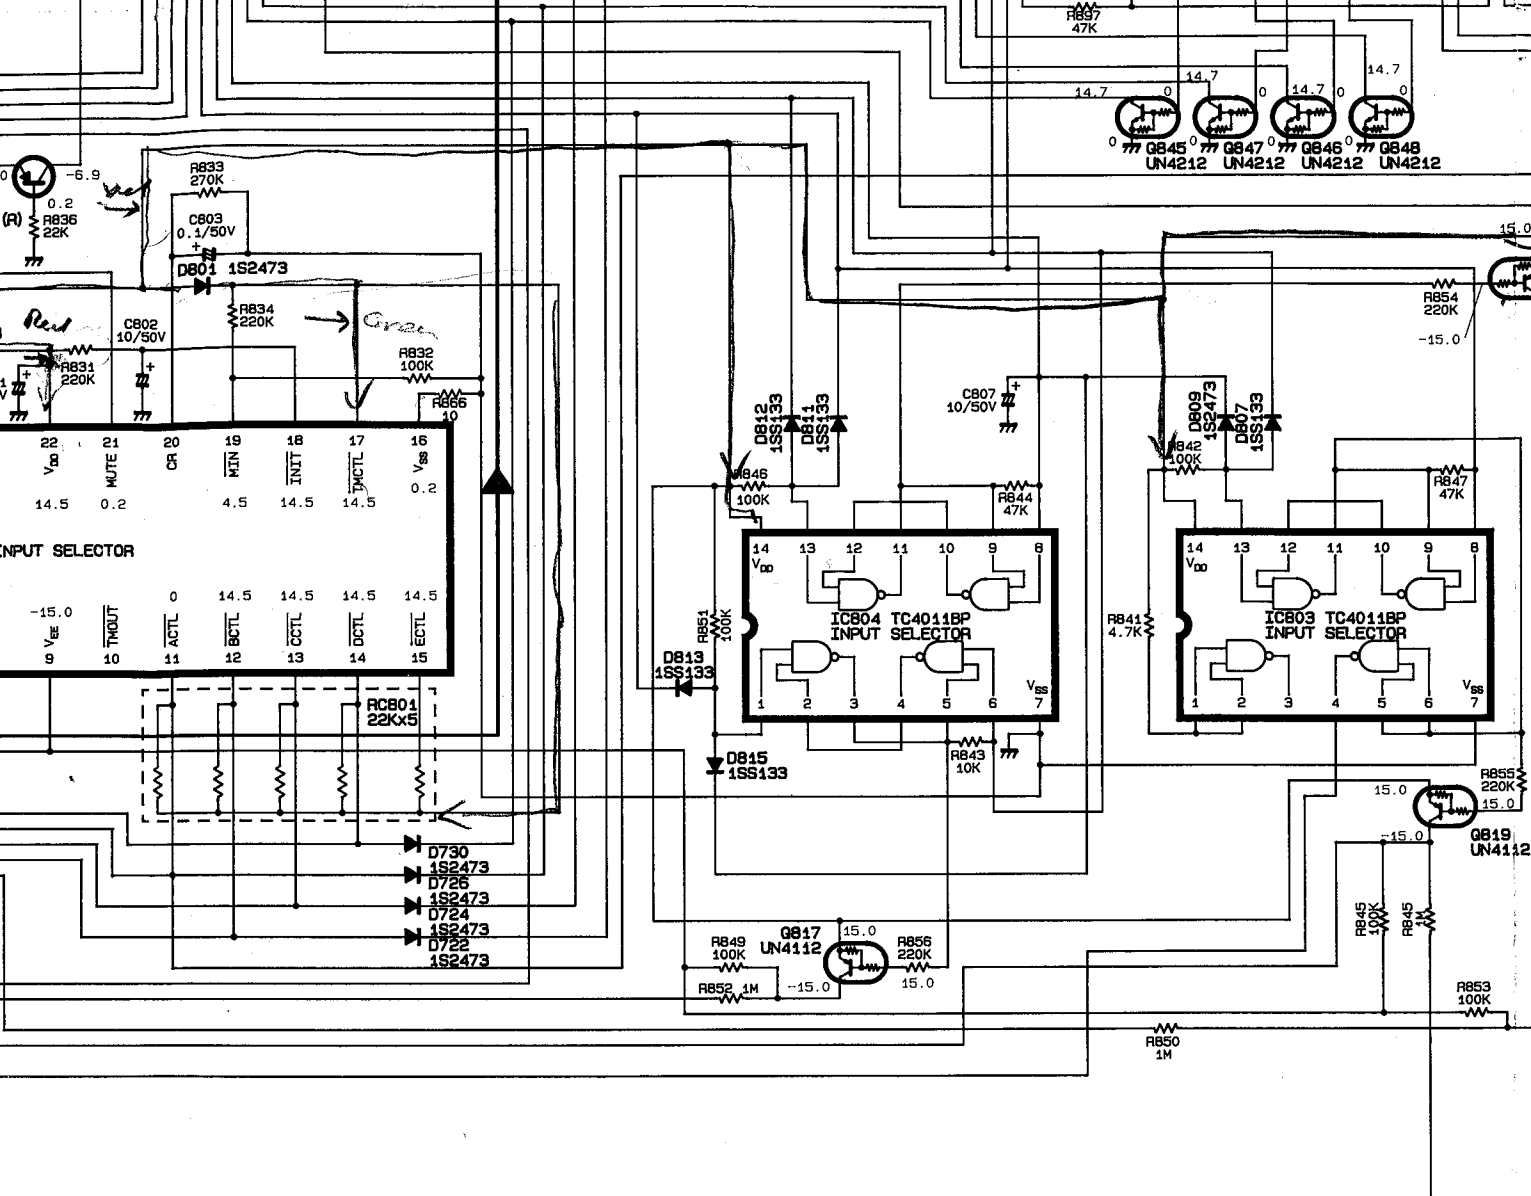 R897
47K
14.7
14.7
0
0
14.7
0
14.7
0
0
0
0
0
Q845
UN4212
Q847
UN4212
Q846
UN4212
Q848
UN4212
0
-6.9
0.2
(R)
R836
22K
R833
270K
C803
0.1/50V
+
D801 1S2473
R834
220K
Red
Green
C802
10/50V
+
R831
220K
+
R832
100K
R866
10
15.0
R854
220K
-15.0
C807
10/50V
+
D812
1SS133
D811
1SS133
D809
1S2473
D807
1SS133
R846
100K
R844
47K
R842
100K
R847
47K
22 21 20 19 18 17 16
VDD
MUTE
CR
MIN
INIT
TMCTL
VSS
14.5 0.2 4.5 14.5 14.5 0.2
INPUT SELECTOR
-15.0 0 14.5 14.5 14.5 14.5
VEE
TMOUT
ACTL
BCTL
CCTL
DCTL
ECTL
9 10 11 12 13 14 15
RC801
22K×5
14 13 12 11 10 9 8
VDD
IC804 TC4011BP
INPUT SELECTOR
VSS
1 2 3 4 5 6 7
14 13 12 11 10 9 8
VDD
IC803 TC4011BP
INPUT SELECTOR
VSS
1 2 3 4 5 6 7
R851
100K
R841
4.7K
D813
1SS133
D815
1SS133
R843
10K
R855
220K
15.0
15.0
-15.0
Q819
UN4112
D730
1S2473
D726
1S2473
D724
1S2473
D722
1S2473
Q817
UN4112
15.0
R849
100K
R856
220K
R852 1M
-15.0
15.0
R845
100K
R845
1M
R853
100K
R850
1M